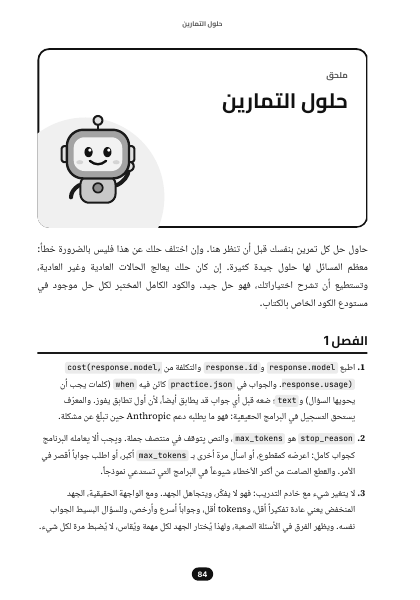 حلول التمارين
ملحق
حلول التمارين
حاول حل كل تمرين بنفسك قبل أن تنظر هنا. وإن اختلف حلك عن هذا فليس بالضرورة خطأ:
معظم المسائل لها حلول جيدة كثيرة. إن كان حلك يعالج الحالات العادية وغير العادية،
وتستطيع أن تشرح اختياراتك، فهو حل جيد. والكود الكامل المختبر لكل حل موجود في
مستودع الكود الخاص بالكتاب.
الفصل 1
1. اطبع response.model و response.id والتكلفة من cost(response.model,
response.usage). والجواب في practice.json كائن فيه when (كلمات يجب أن
يحويها السؤال) و text؛ ضعه قبل أي جواب قد يطابق أيضاً، لأن أول تطابق يفوز. والمعرّف
يستحق التسجيل في البرامج الحقيقية: فهو ما يطلبه دعم Anthropic حين تبلّغ عن مشكلة.
2. stop_reason هو max_tokens، والنص يتوقف في منتصف جملة. ويجب ألا يعامله البرنامج
كجواب كامل: اعرضه كمقطوع، أو اسأل مرة أخرى بـ max_tokens أكبر، أو اطلب جواباً أقصر في
الأمر. والقطع الصامت من أكثر الأخطاء شيوعاً في البرامج التي تستدعي نموذجاً.
3. لا يتغير شيء مع خادم التدريب: فهو لا يفكّر، ويتجاهل الجهد. ومع الواجهة الحقيقية، الجهد
المنخفض يعني عادة تفكيراً أقل، وtokens أقل، وجواباً أسرع وأرخص، وللسؤال البسيط الجواب
نفسه. ويظهر الفرق في الأسئلة الصعبة، ولهذا يُختار الجهد لكل مهمة ويُقاس، لا يُضبط مرة لكل شيء.
84